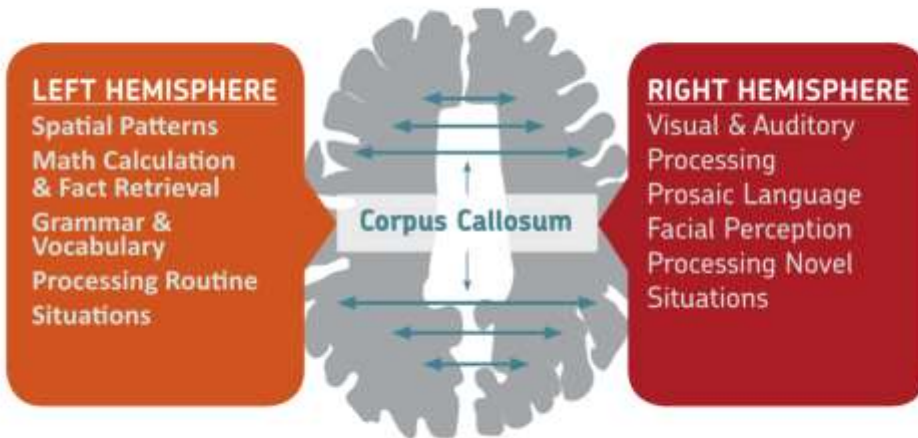 LEFT HEMISPHERE
Spatial Patterns
Math Calculation
& Fact Retrieval
Grammar &
Vocabulary
Processing Routine
Situations
Corpus Callosum
RIGHT HEMISPHERE
Visual & Auditory
Processing
Prosaic Language
Facial Perception
Processing Novel
Situations